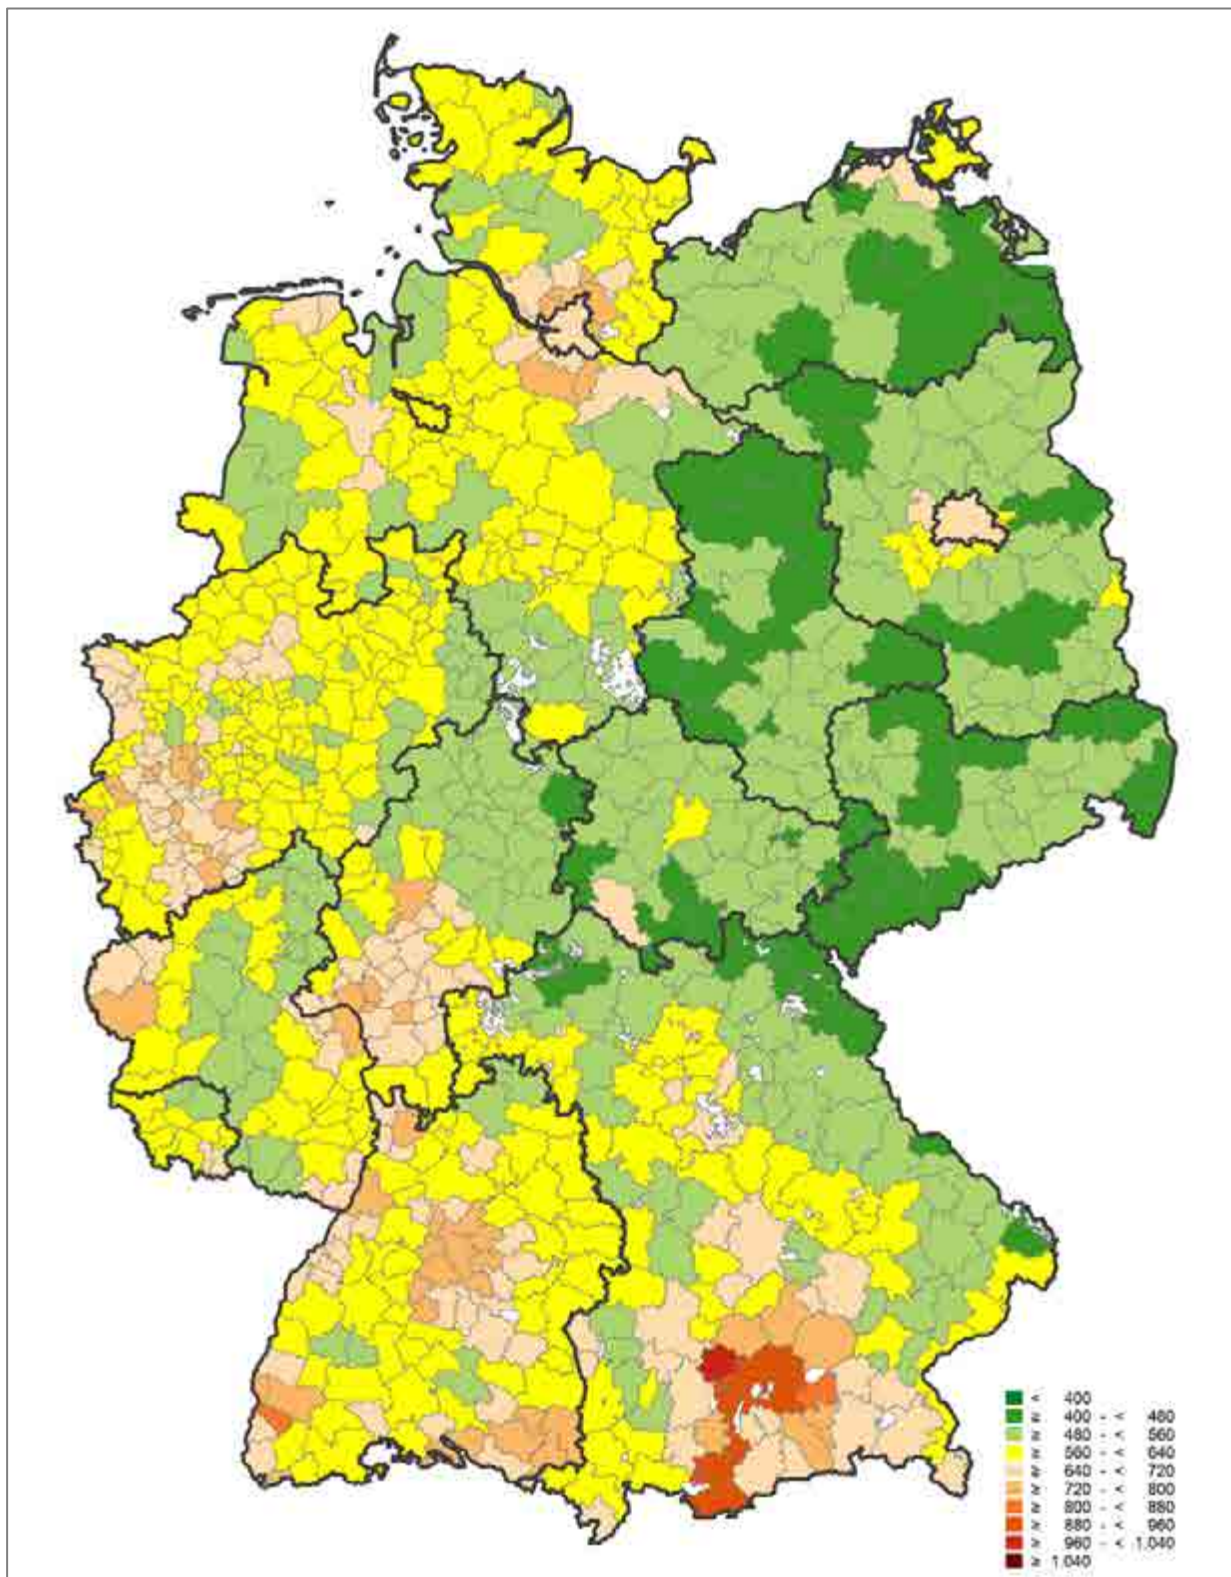 < 400
≥ 400 - < 480
≥ 480 - < 560
≥ 560 - < 640
≥ 640 - < 720
≥ 720 - < 800
≥ 800 - < 880
≥ 880 - < 960
≥ 960 - < 1.040
≥ 1.040